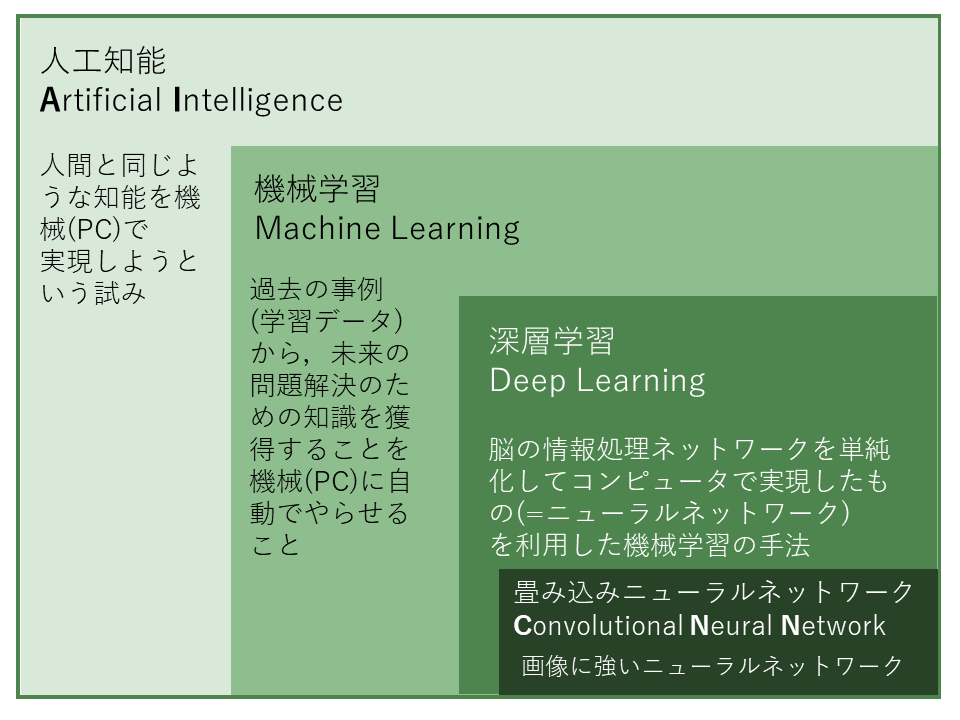 人工知能
Artificial Intelligence
人間と同じよ
うな知能を機
械(PC)で
実現しようと
いう試み
機械学習
Machine Learning
過去の事例
(学習データ)
から，未来の
問題解決のた
めの知識を獲
得することを
機械(PC)に自
動でやらせる
こと
深層学習
Deep Learning
脳の情報処理ネットワークを単純
化してコンピュータで実現したも
の(=ニューラルネットワーク)
を利用した機械学習の手法
畳み込みニューラルネットワーク
Convolutional Neural Network
画像に強いニューラルネットワーク